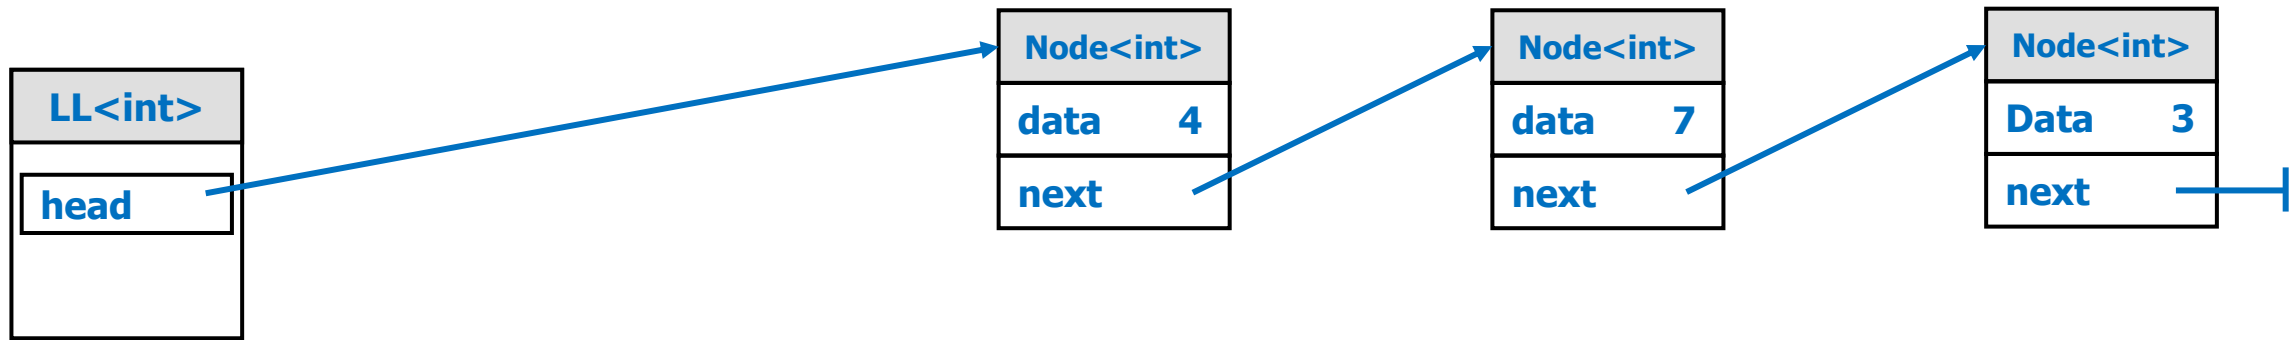 LL<int>
head
Node<int>
data 4
next
Node<int>
data 7
next
Node<int>
Data 3
next